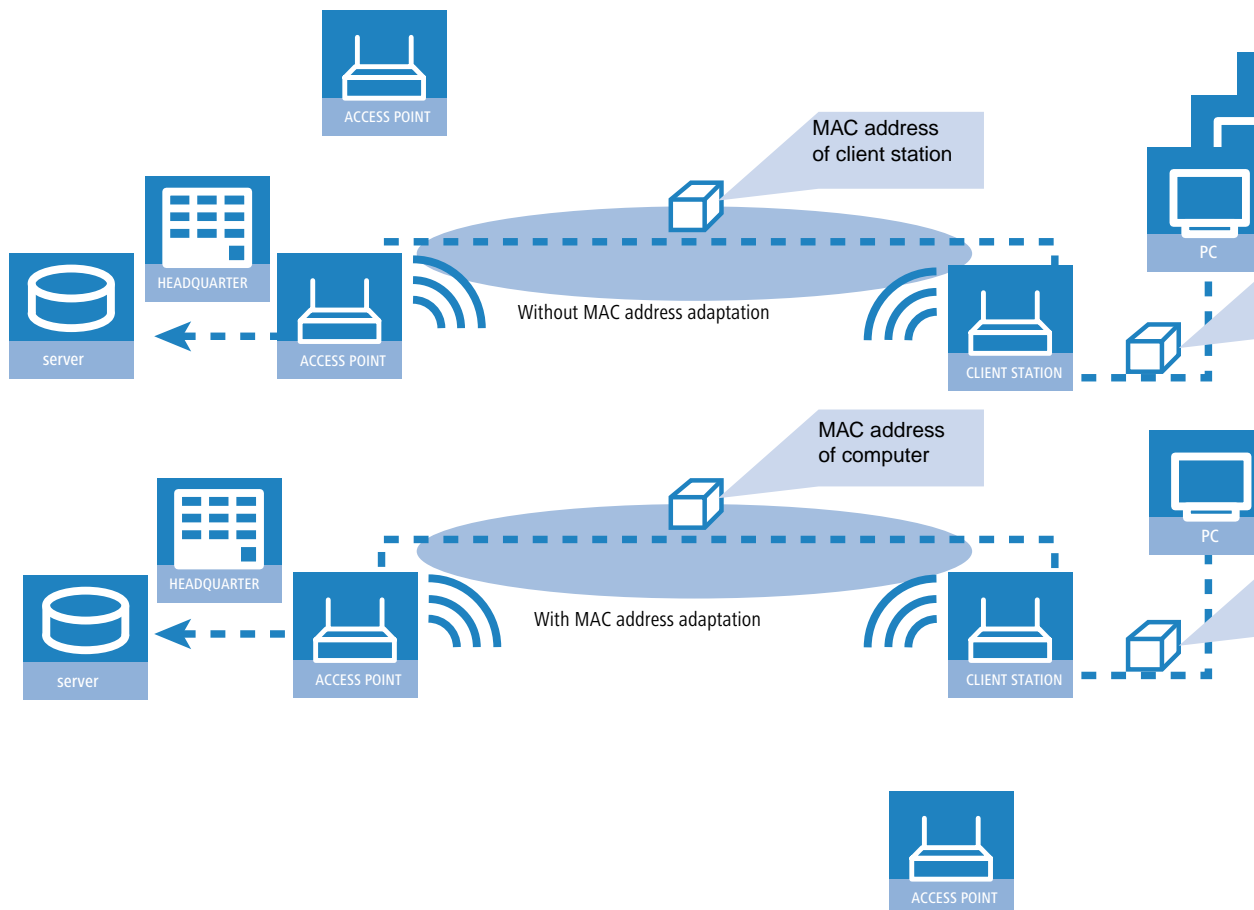 ACCESS POINT
MAC address
of client station
HEADQUARTER
PC
Without MAC address adaptation
server
ACCESS POINT
CLIENT STATION
MAC address
of computer
PC
HEADQUARTER
With MAC address adaptation
server
ACCESS POINT
CLIENT STATION
ACCESS POINT